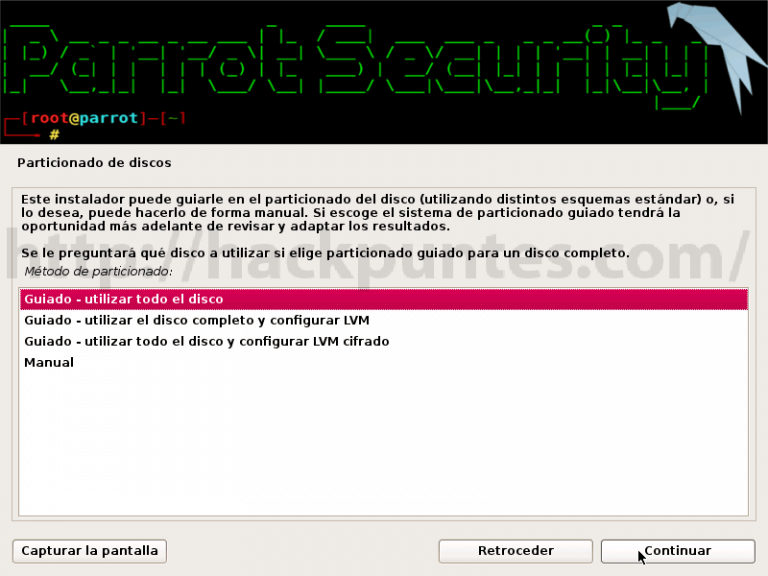 Parrot Security
[root@parrot]-[~]
#
Particionado de discos
Este instalador puede guiarle en el particionado del disco (utilizando distintos esquemas estándar) o, si
lo desea, puede hacerlo de forma manual. Si escoge el sistema de particionado guiado tendrá la
oportunidad más adelante de revisar y adaptar los resultados.
http://hackpuntes.com/
Se le preguntará qué disco a utilizar si elige particionado guiado para un disco completo.
Método de particionado:
Guiado - utilizar todo el disco
Guiado - utilizar el disco completo y configurar LVM
Guiado - utilizar todo el disco y configurar LVM cifrado
Manual
Capturar la pantalla
Retroceder
Continuar